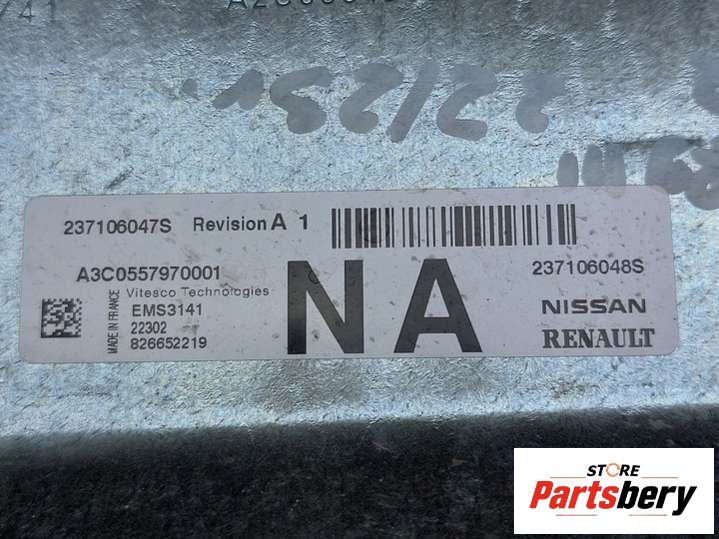 237106047S Revision A 1
A3C0557970001
Vitesco Technologies
EMS3141
22302
826652219
MADE IN FRANCE
NA
237106048S
NISSAN
RENAULT
STORE
Partsbery